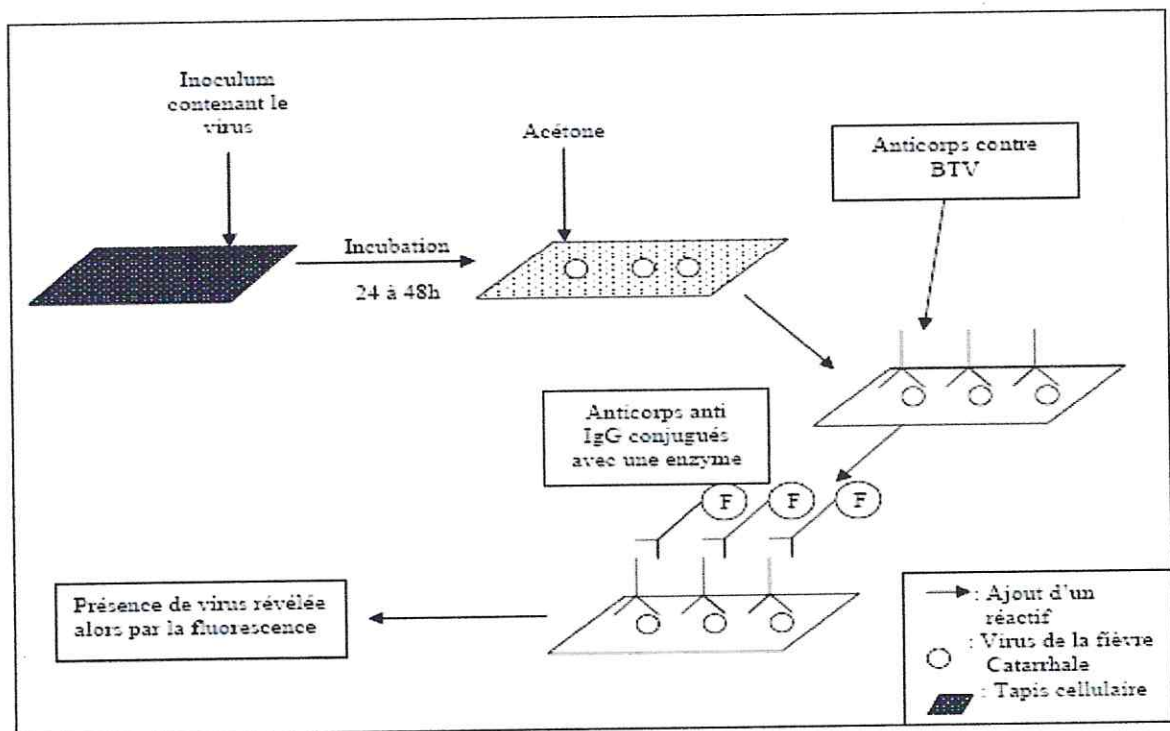 Inoculum
contenant le
virus
Acétone
Anticorps contre
BTV
Incubation
24 à 48h
Anticorps anti
IgG conjugués
avec une enzyme
F
F
F
Présence de virus révélée
alors par la fluorescence
: Ajout d'un
réactif
: Virus de la fièvre
Catarrhale
: Tapis cellulaire